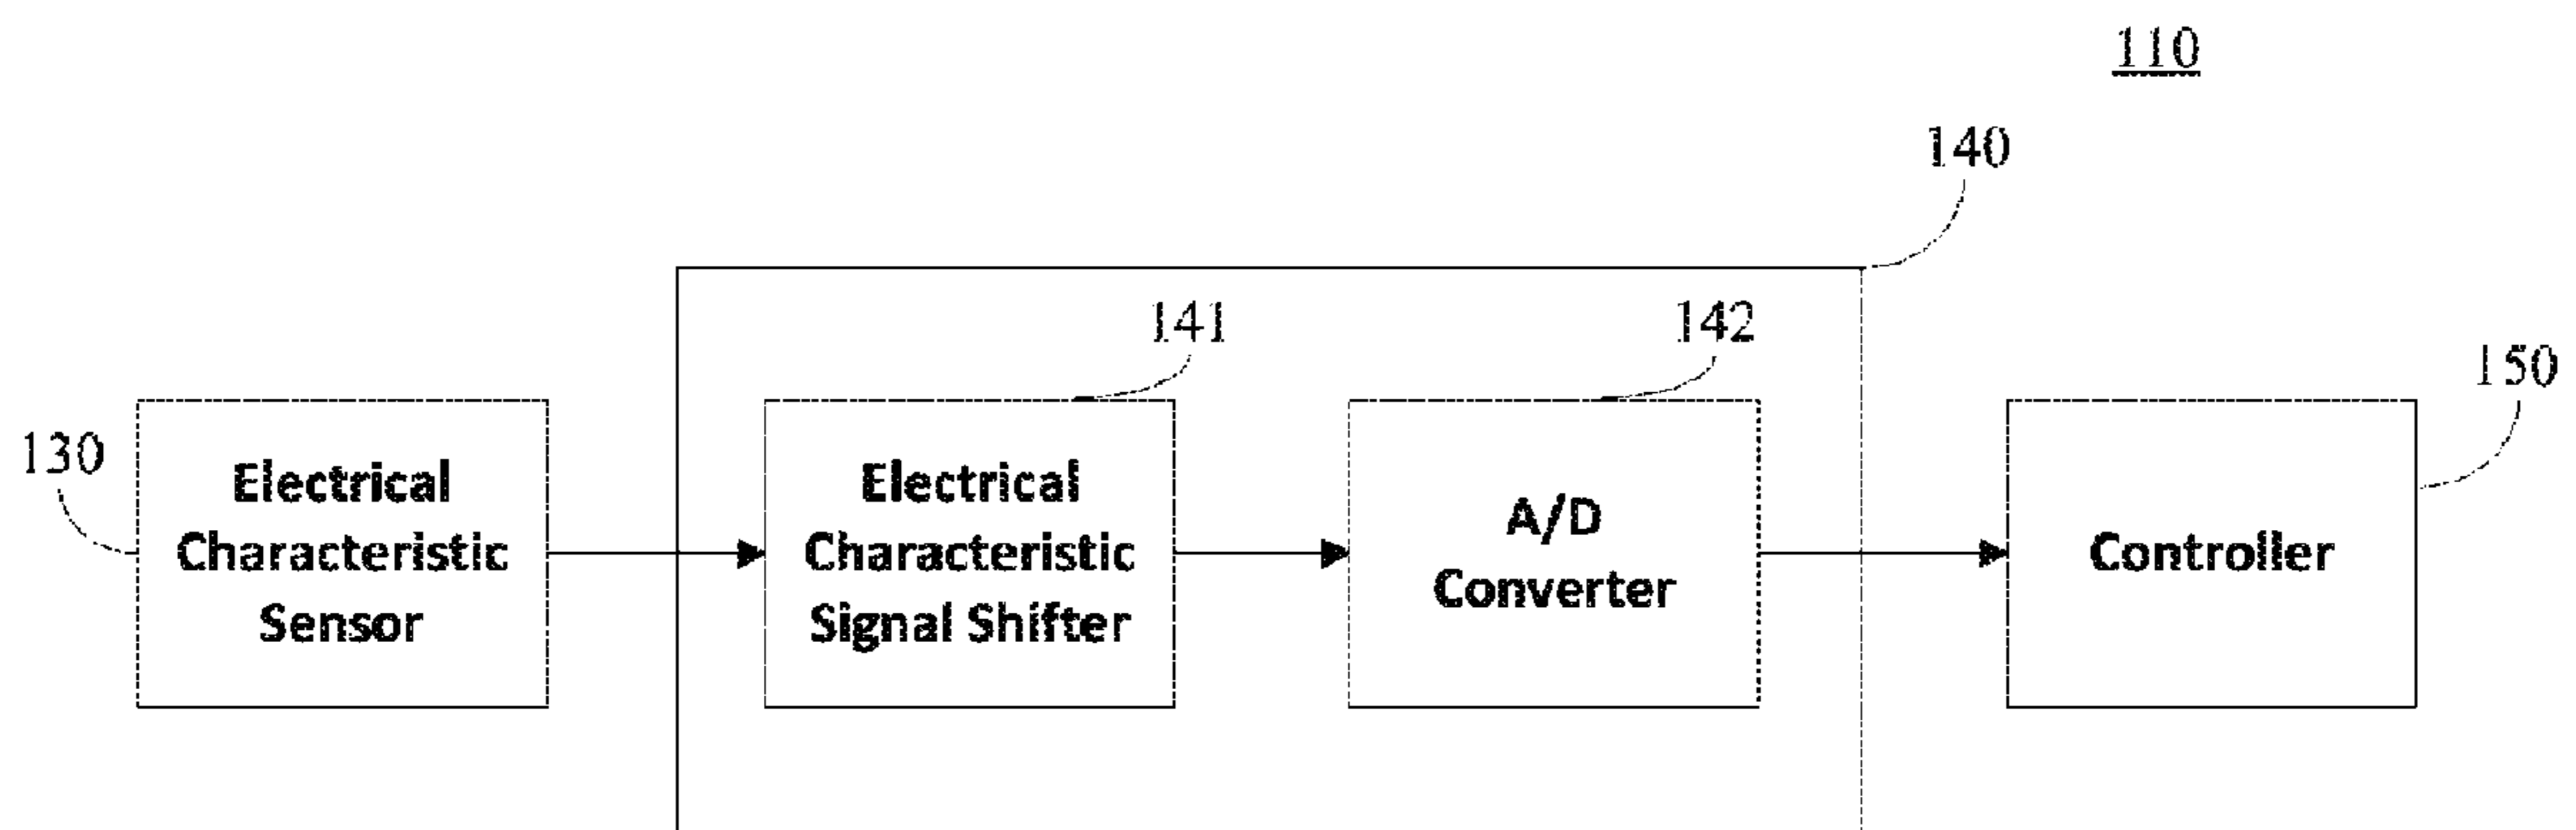 110
140
141
142
150
130
Electrical
Characteristic
Sensor
Electrical
Characteristic
Signal Shifter
A/D
Converter
Controller